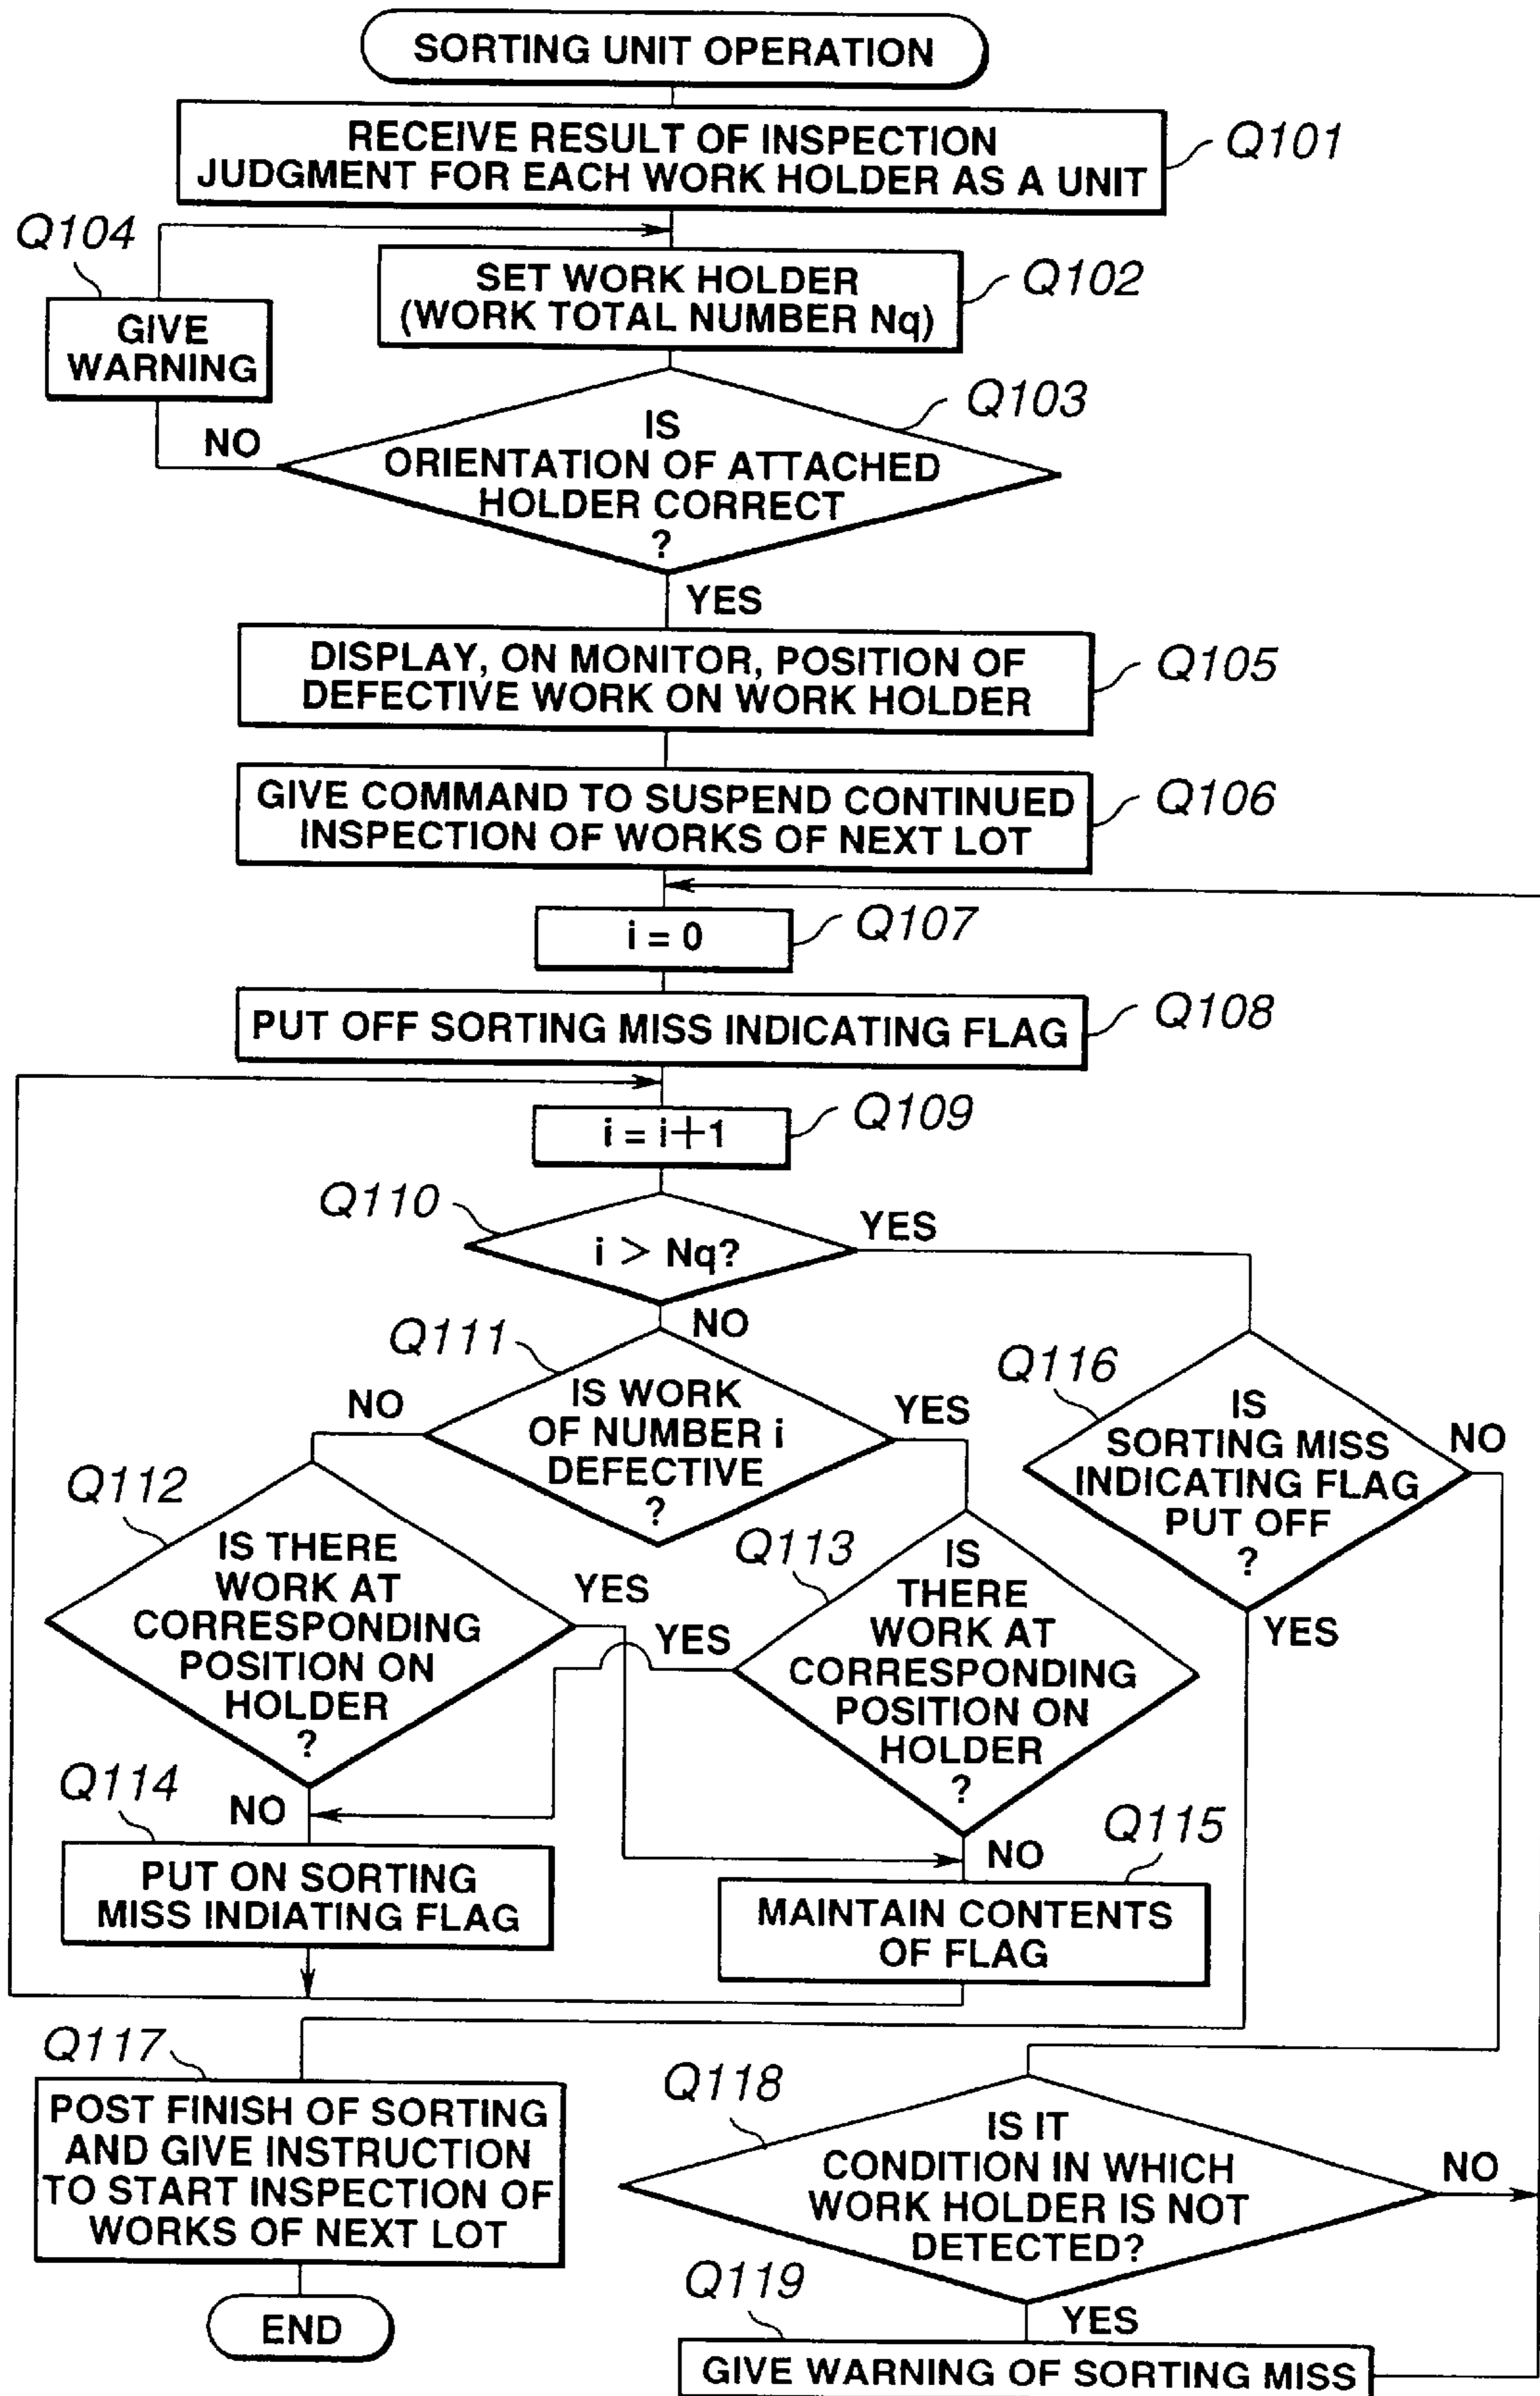 SORTING UNIT OPERATION
RECEIVE RESULT OF INSPECTION
JUDGMENT FOR EACH WORK HOLDER AS A UNIT
Q101
Q104
SET WORK HOLDER
(WORK TOTAL NUMBER Nq)
Q102
GIVE
WARNING
Q103
NO
IS
ORIENTATION OF ATTACHED
HOLDER CORRECT
?
YES
DISPLAY, ON MONITOR, POSITION OF
DEFECTIVE WORK ON WORK HOLDER
Q105
GIVE COMMAND TO SUSPEND CONTINUED
INSPECTION OF WORKS OF NEXT LOT
Q106
i = 0
Q107
PUT OFF SORTING MISS INDICATING FLAG
Q108
i = i+1
Q109
Q110
i > Nq?
YES
NO
Q111
IS WORK
OF NUMBER i
DEFECTIVE
?
NO
YES
Q116
IS
SORTING MISS
INDICATING FLAG
PUT OFF
?
NO
YES
Q112
IS THERE
WORK AT
CORRESPONDING
POSITION ON
HOLDER
?
YES
NO
Q113
IS
THERE
WORK AT
CORRESPONDING
POSITION ON
HOLDER
?
YES
NO
Q114
PUT ON SORTING
MISS INDIATING FLAG
Q115
MAINTAIN CONTENTS
OF FLAG
Q117
POST FINISH OF SORTING
AND GIVE INSTRUCTION
TO START INSPECTION OF
WORKS OF NEXT LOT
END
Q118
IS IT
CONDITION IN WHICH
WORK HOLDER IS NOT
DETECTED?
NO
YES
Q119
GIVE WARNING OF SORTING MISS